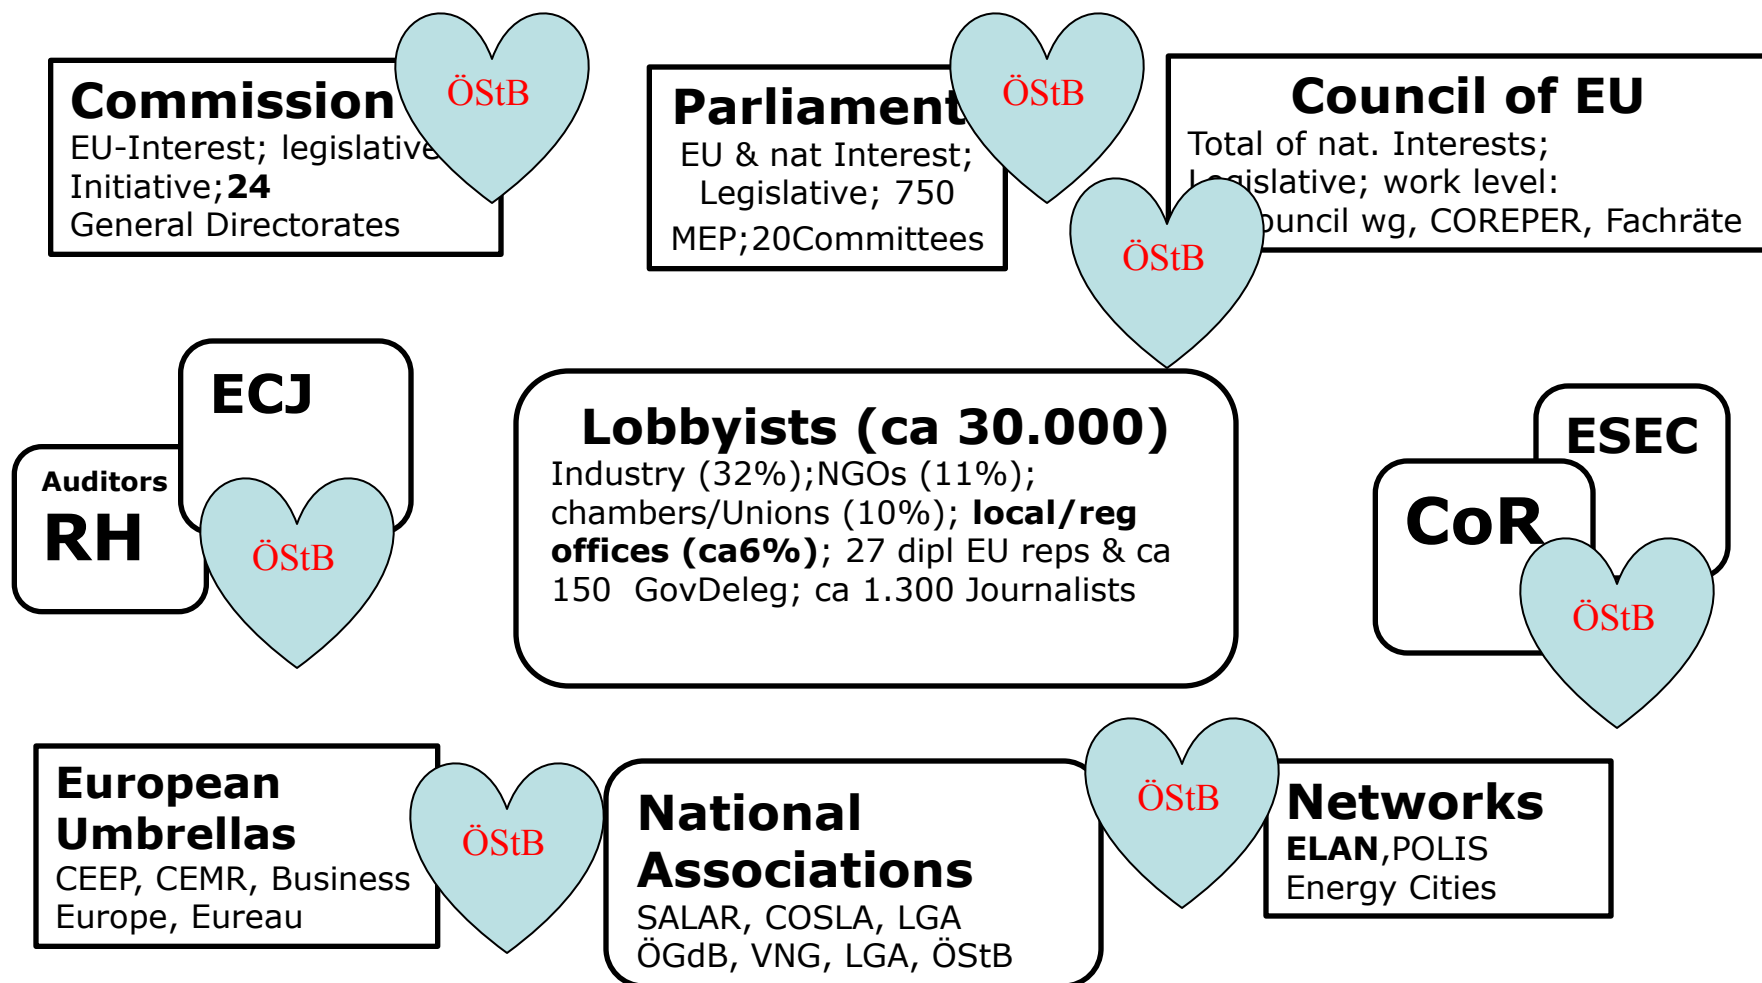 Commission
EU-Interest; legislative
Initiative;24
General Directorates
ÖStB
Parliament
EU & nat Interest;
Legislative; 750
MEP;20Committees
ÖStB
Council of EU
Total of nat. Interests;
Legislative; work level:
wg, COREPER, Fachräte
ÖStB
ECJ
Auditors
RH
ÖStB
Lobbyists (ca 30.000)
Industry (32%);NGOs (11%);
chambers/Unions (10%); local/reg
offices (ca6%); 27 dipl EU reps & ca
150 GovDeleg; ca 1.300 Journalists
ESEC
CoR
ÖStB
European
Umbrellas
CEEP, CEMR, Business
Europe, Eureau
ÖStB
National
Associations
SALAR, COSLA, LGA
ÖGdB, VNG, LGA, ÖStB
ÖStB
Networks
ELAN,POLIS
Energy Cities